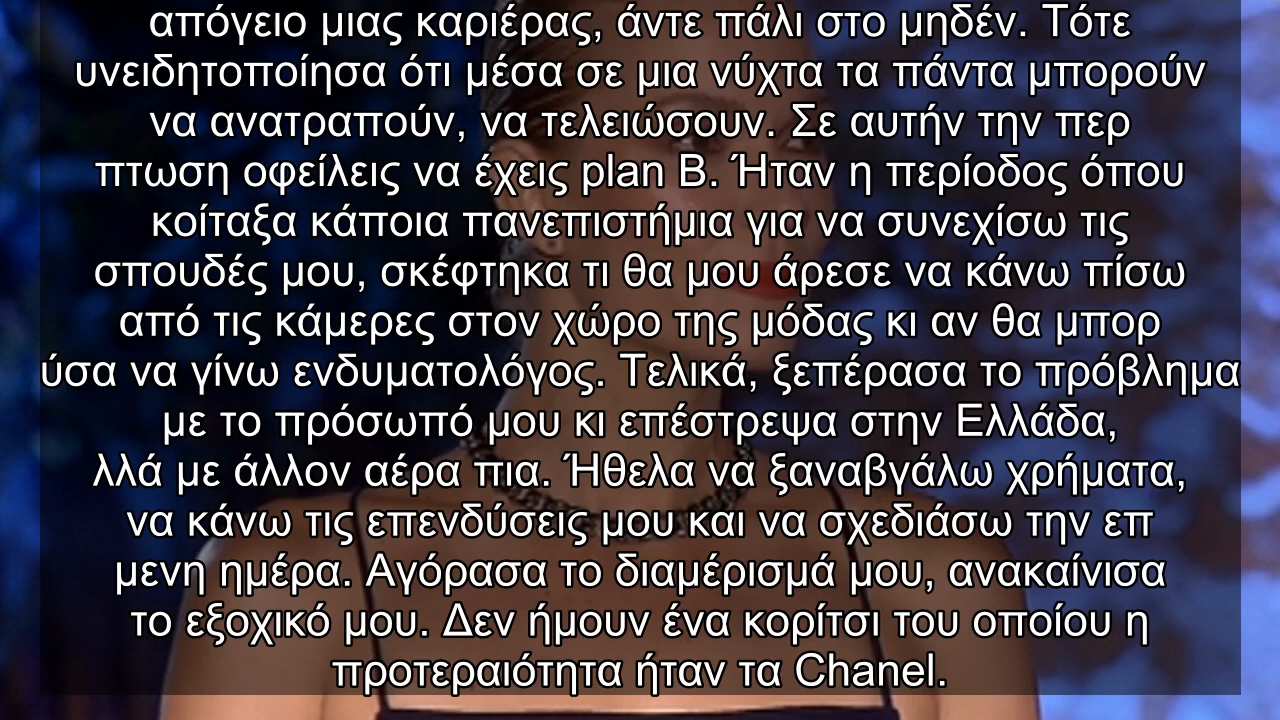 απόγειο μιας καριέρας, άντε πάλι στο μηδέν. Τότε
υνειδητοποίησα ότι μέσα σε μια νύχτα τα πάντα μπορούν
να ανατραπούν, να τελειώσουν. Σε αυτήν την περ
πτωση οφείλεις να έχεις plan B. Ήταν η περίοδος όπου
κοίταξα κάποια πανεπιστήμια για να συνεχίσω τις
σπουδές μου, σκέφτηκα τι θα μου άρεσε να κάνω πίσω
από τις κάμερες στον χώρο της μόδας κι αν θα μπορ
ύσα να γίνω ενδυματολόγος. Τελικά, ξεπέρασα το πρόβλημα
με το πρόσωπό μου κι επέστρεψα στην Ελλάδα,
λλά με άλλον αέρα πια. Ήθελα να ξαναβγάλω χρήματα,
να κάνω τις επενδύσεις μου και να σχεδιάσω την επ
μενη ημέρα. Αγόρασα το διαμέρισμά μου, ανακαίνισα
το εξοχικό μου. Δεν ήμουν ένα κορίτσι του οποίου η
προτεραιότητα ήταν τα Chanel.